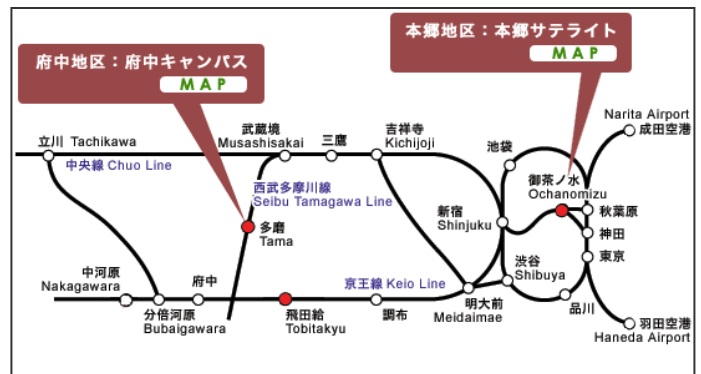 府中地区：府中キャンパス
MAP
本郷地区：本郷サテライト
MAP
Narita Airport
成田空港
立川 Tachikawa
武蔵境
Musashisakai
三鷹
吉祥寺
Kichijoji
池袋
御茶ノ水
Ochanomizu
中央線 Chuo Line
西武多摩川線
Seibu Tamagawa Line
新宿
Shinjuku
秋葉原
神田
東京
多磨
Tama
中河原
Nakagawara
府中
京王線 Keio Line
渋谷
Shibuya
分倍河原
Bubaigawara
飛田給
Tobitakyu
調布
明大前
Meidaimae
品川
羽田空港
Haneda Airport